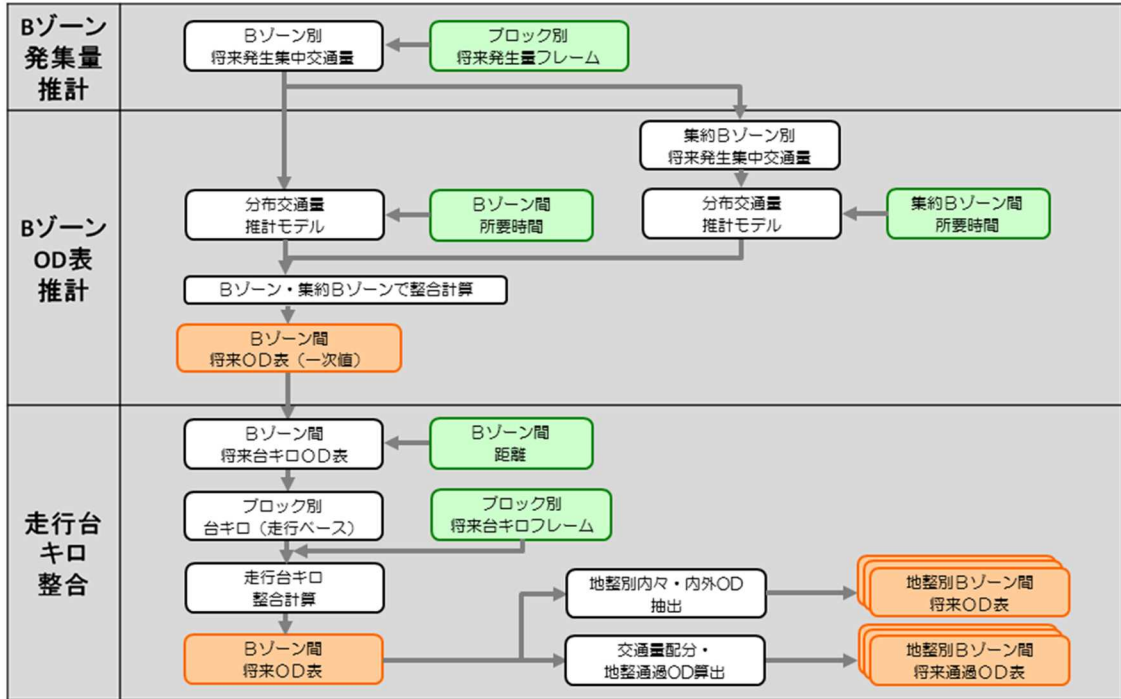 Bゾーン
発集量
推計
Bゾーン別
将来発生集中交通量
ブロック別
将来発生量フレーム
Bゾーン
OD表
推計
集約Bゾーン別
将来発生集中交通量
分布交通量
推計モデル
Bゾーン間
所要時間
分布交通量
推計モデル
集約Bゾーン間
所要時間
Bゾーン・集約Bゾーンで整合計算
Bゾーン間
将来OD表（一次値）
走行台
キロ
整合
Bゾーン間
将来台キロOD表
Bゾーン間
距離
ブロック別
台キロ（走行ベース）
ブロック別
将来台キロフレーム
走行台キロ
整合計算
地整別内々・内外OD
抽出
地整別Bゾーン間
将来OD表
Bゾーン間
将来OD表
交通量配分・
地整通過OD算出
地整別Bゾーン間
将来通過OD表